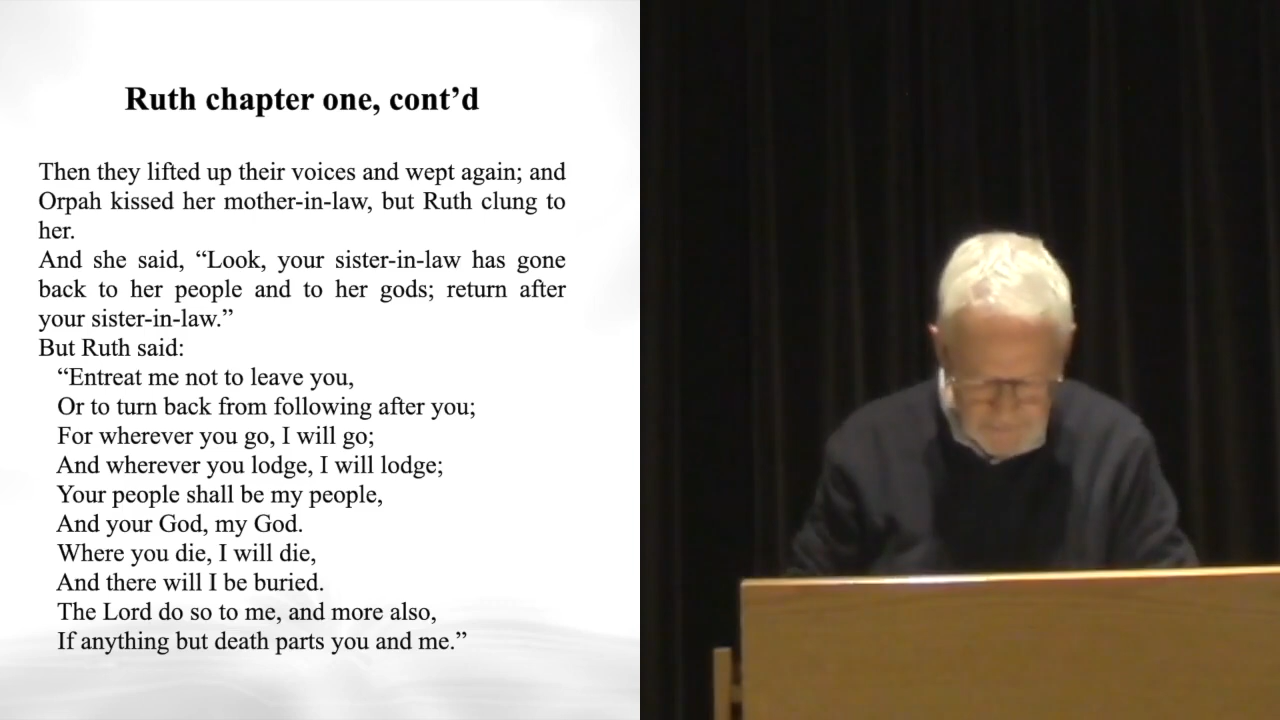 Ruth chapter one, cont’d
Then they lifted up their voices and wept again; and
Orpah kissed her mother-in-law, but Ruth clung to
her.
And she said, “Look, your sister-in-law has gone
back to her people and to her gods; return after
your sister-in-law.”
But Ruth said:
“Entreat me not to leave you,
Or to turn back from following after you;
For wherever you go, I will go;
And wherever you lodge, I will lodge;
Your people shall be my people,
And your God, my God.
Where you die, I will die,
And there will I be buried.
The Lord do so to me, and more also,
If anything but death parts you and me.”